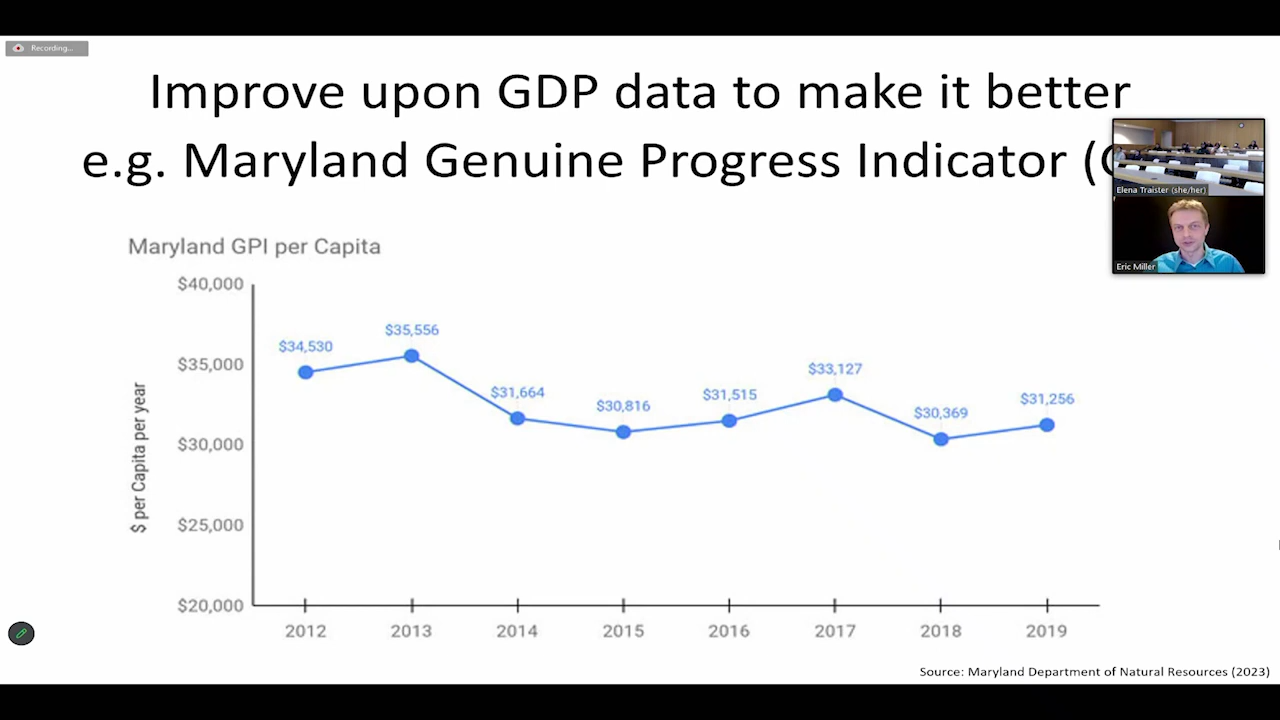 Recording...
Improve upon GDP data to make it better
e.g. Maryland Genuine Progress Indicator (
Elena Traister (she/her)
Eric Miller
Maryland GPI per Capita
$ per Capita per year
$40,000
$35,000
$30,000
$25,000
$20,000
$34,530
$35,556
$31,664
$30,816
$31,515
$33,127
$30,369
$31,256
2012
2013
2014
2015
2016
2017
2018
2019
Source: Maryland Department of Natural Resources (2023)